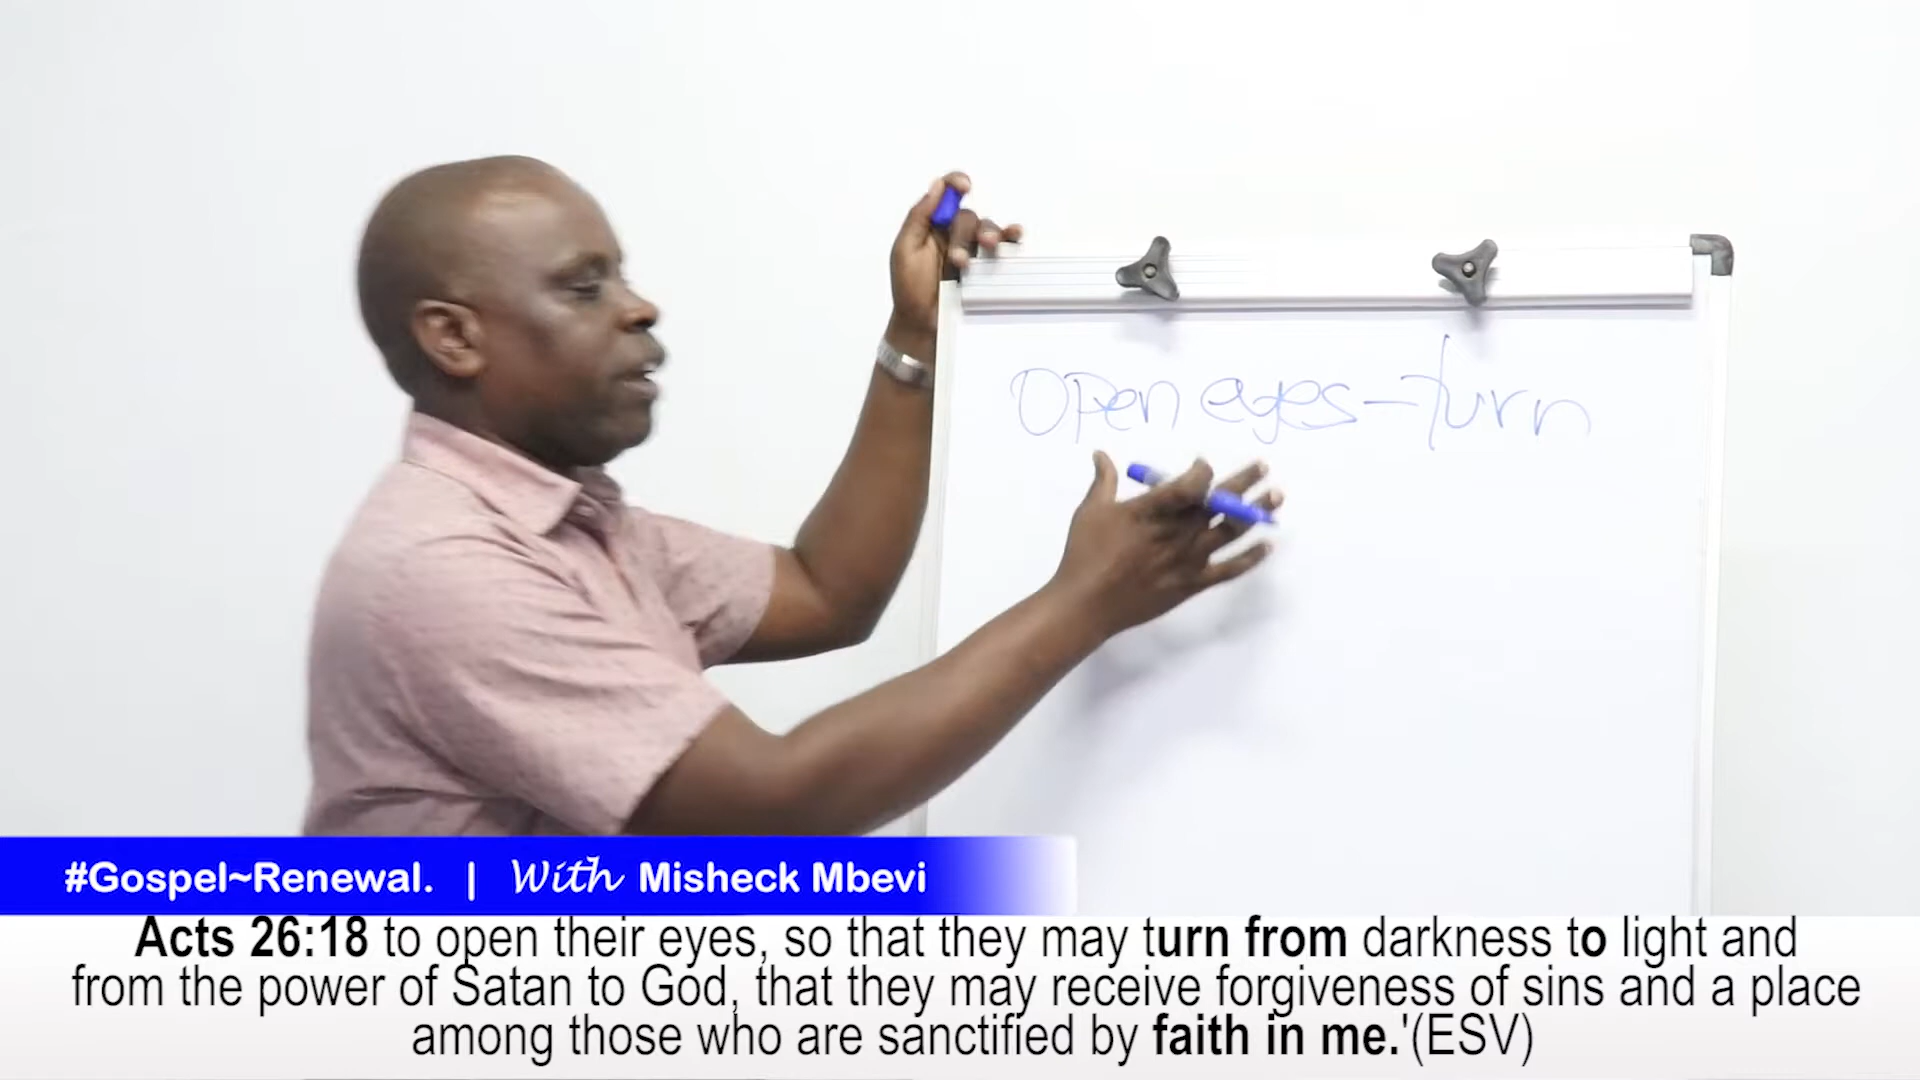 Open eyes - turn
#Gospel~Renewal. | With Misheck Mbevi
Acts 26:18 to open their eyes, so that they may turn from darkness to light and
from the power of Satan to God, that they may receive forgiveness of sins and a place
among those who are sanctified by faith in me.'(ESV)